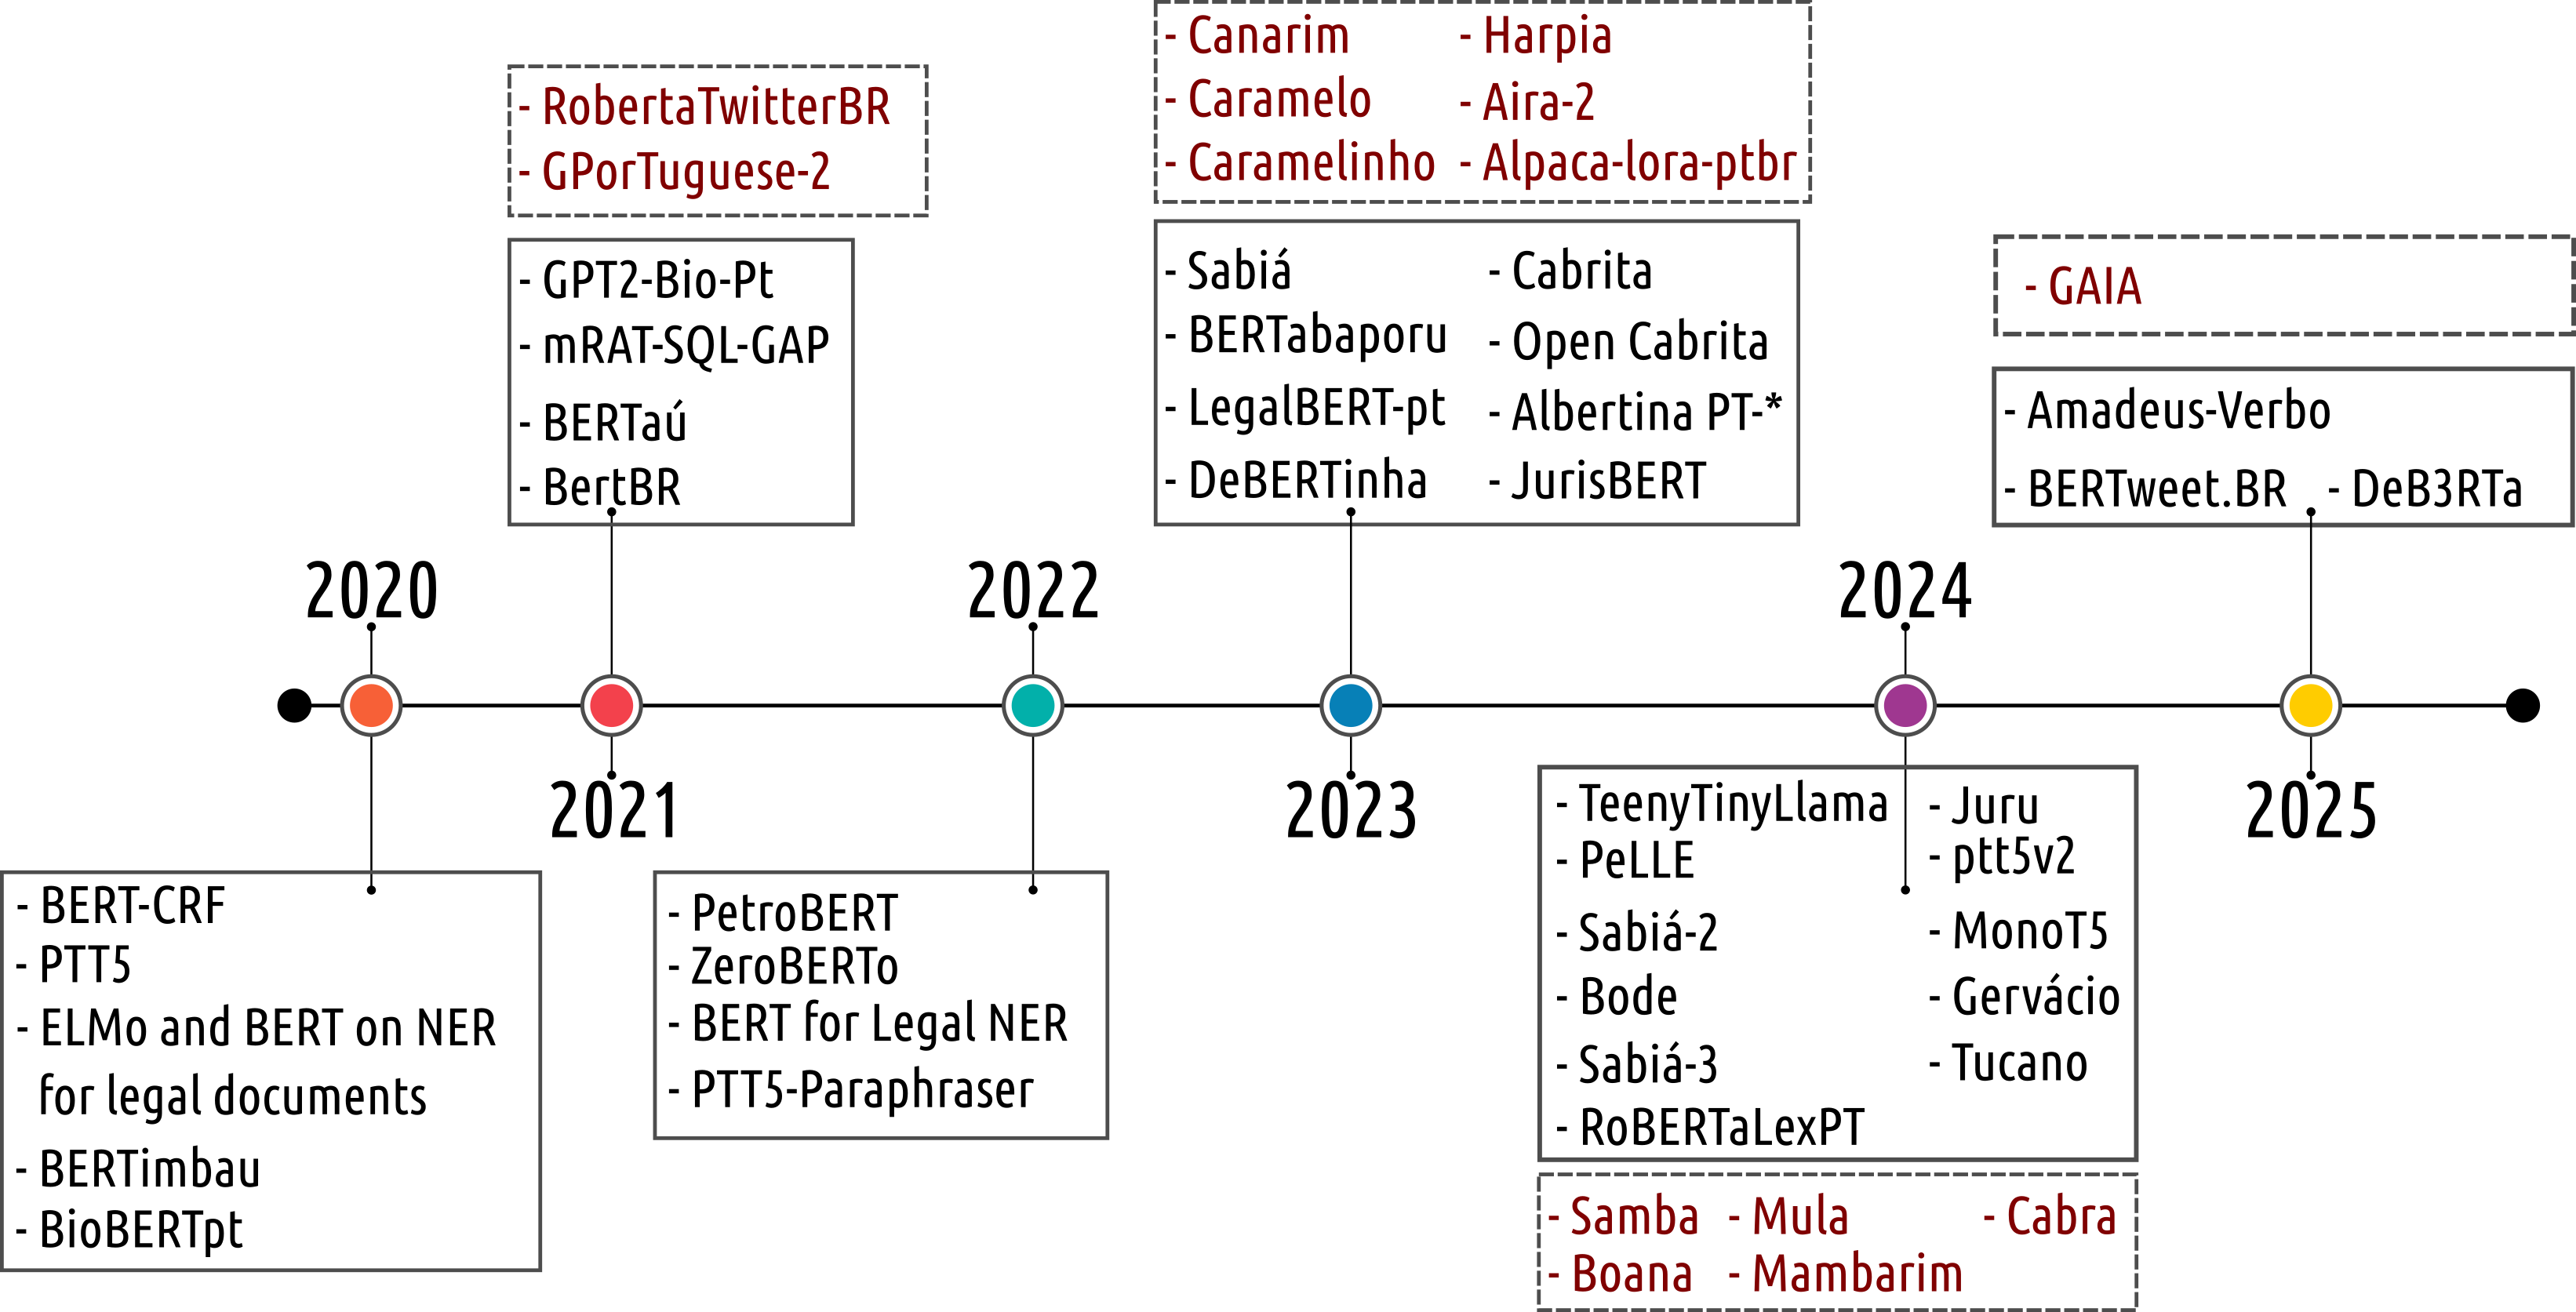 - Canarim - Harpia
- Caramelo - Aira-2
- Caramelinho - Alpaca-lora-ptbr
- RobertaTwitterBR
- GPorTuguese-2
- GPT2-Bio-Pt
- mRAT-SQL-GAP
- BERTaú
- BertBR
- Sabiá - Cabrita
- BERTabaporu - Open Cabrita
- LegalBERT-pt - Albertina PT-*
- DeBERTinha - JurisBERT
- GAIA
- Amadeus-Verbo
- BERTweet.BR - DeB3RTa
2020
2022
2024
2021
2023
2025
- BERT-CRF
- PTT5
- ELMo and BERT on NER
for legal documents
- BERTimbau
- BioBERTpt
- PetroBERT
- ZeroBERTo
- BERT for Legal NER
- PTT5-Paraphraser
- TeenyTinyLlama - Juru
- PeLLE - ptt5v2
- Sabiá-2 - MonoT5
- Bode - Gervácio
- Sabiá-3 - Tucano
- RoBERTaLexPT
- Samba - Mula - Cabra
- Boana - Mambarim